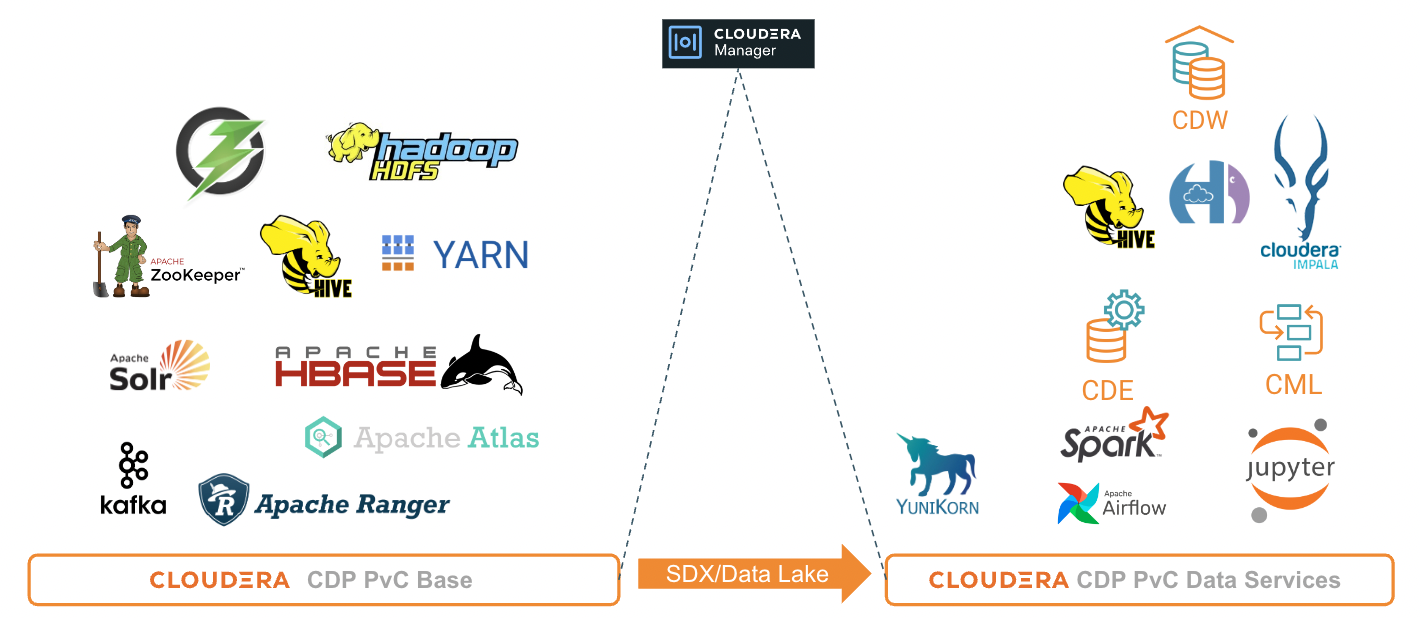 CLOUDERA
Manager
CDW
hadoop
HDFS
HIVE
cloudera
IMPALA
APACHE
ZooKeeper™
HIVE
YARN
Apache
Solr
APACHE
HBASE
CDE
CML
Apache Atlas
APACHE
Spark™
kafka
Apache Ranger
YUNIKORN
Apache
Airflow
jupyter
CLOUDERA CDP PvC Base
SDX/Data Lake
CLOUDERA CDP PvC Data Services